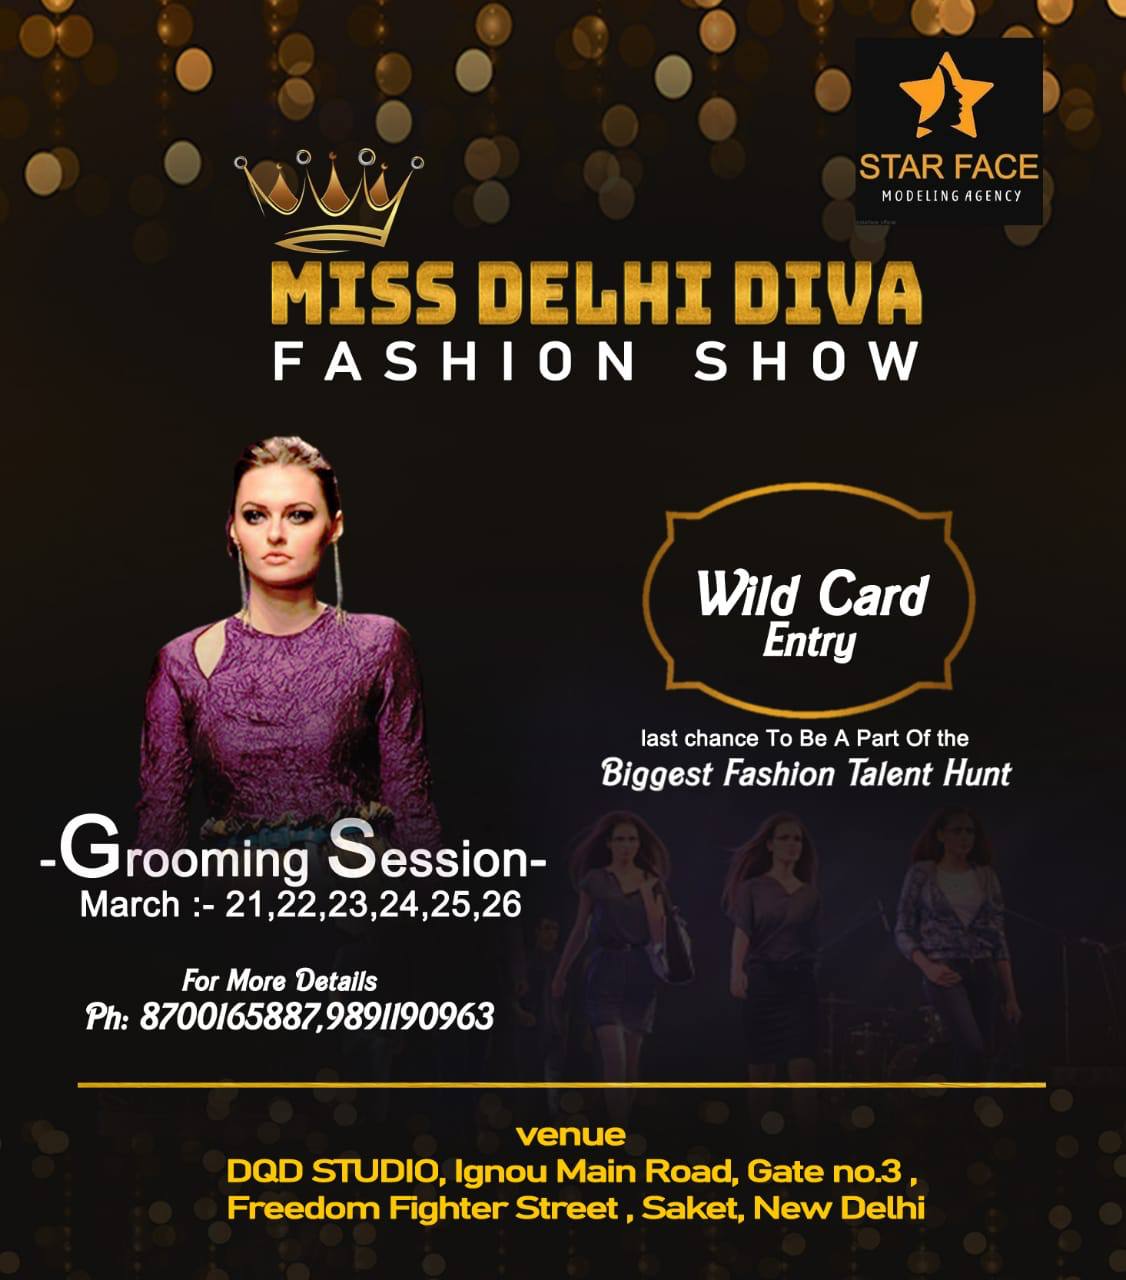 STAR FACE
MODELING AGENCY
MISS DELHI DIVA
FASHION SHOW
Wild Card
Entry
last chance To Be A Part Of the
Biggest Fashion Talent Hunt
-Grooming Session-
March :- 21,22,23,24,25,26
For More Details
Ph: 8700165887,9891190963
venue
DQD STUDIO, Ignou Main Road, Gate no.3 ,
Freedom Fighter Street , Saket, New Delhi